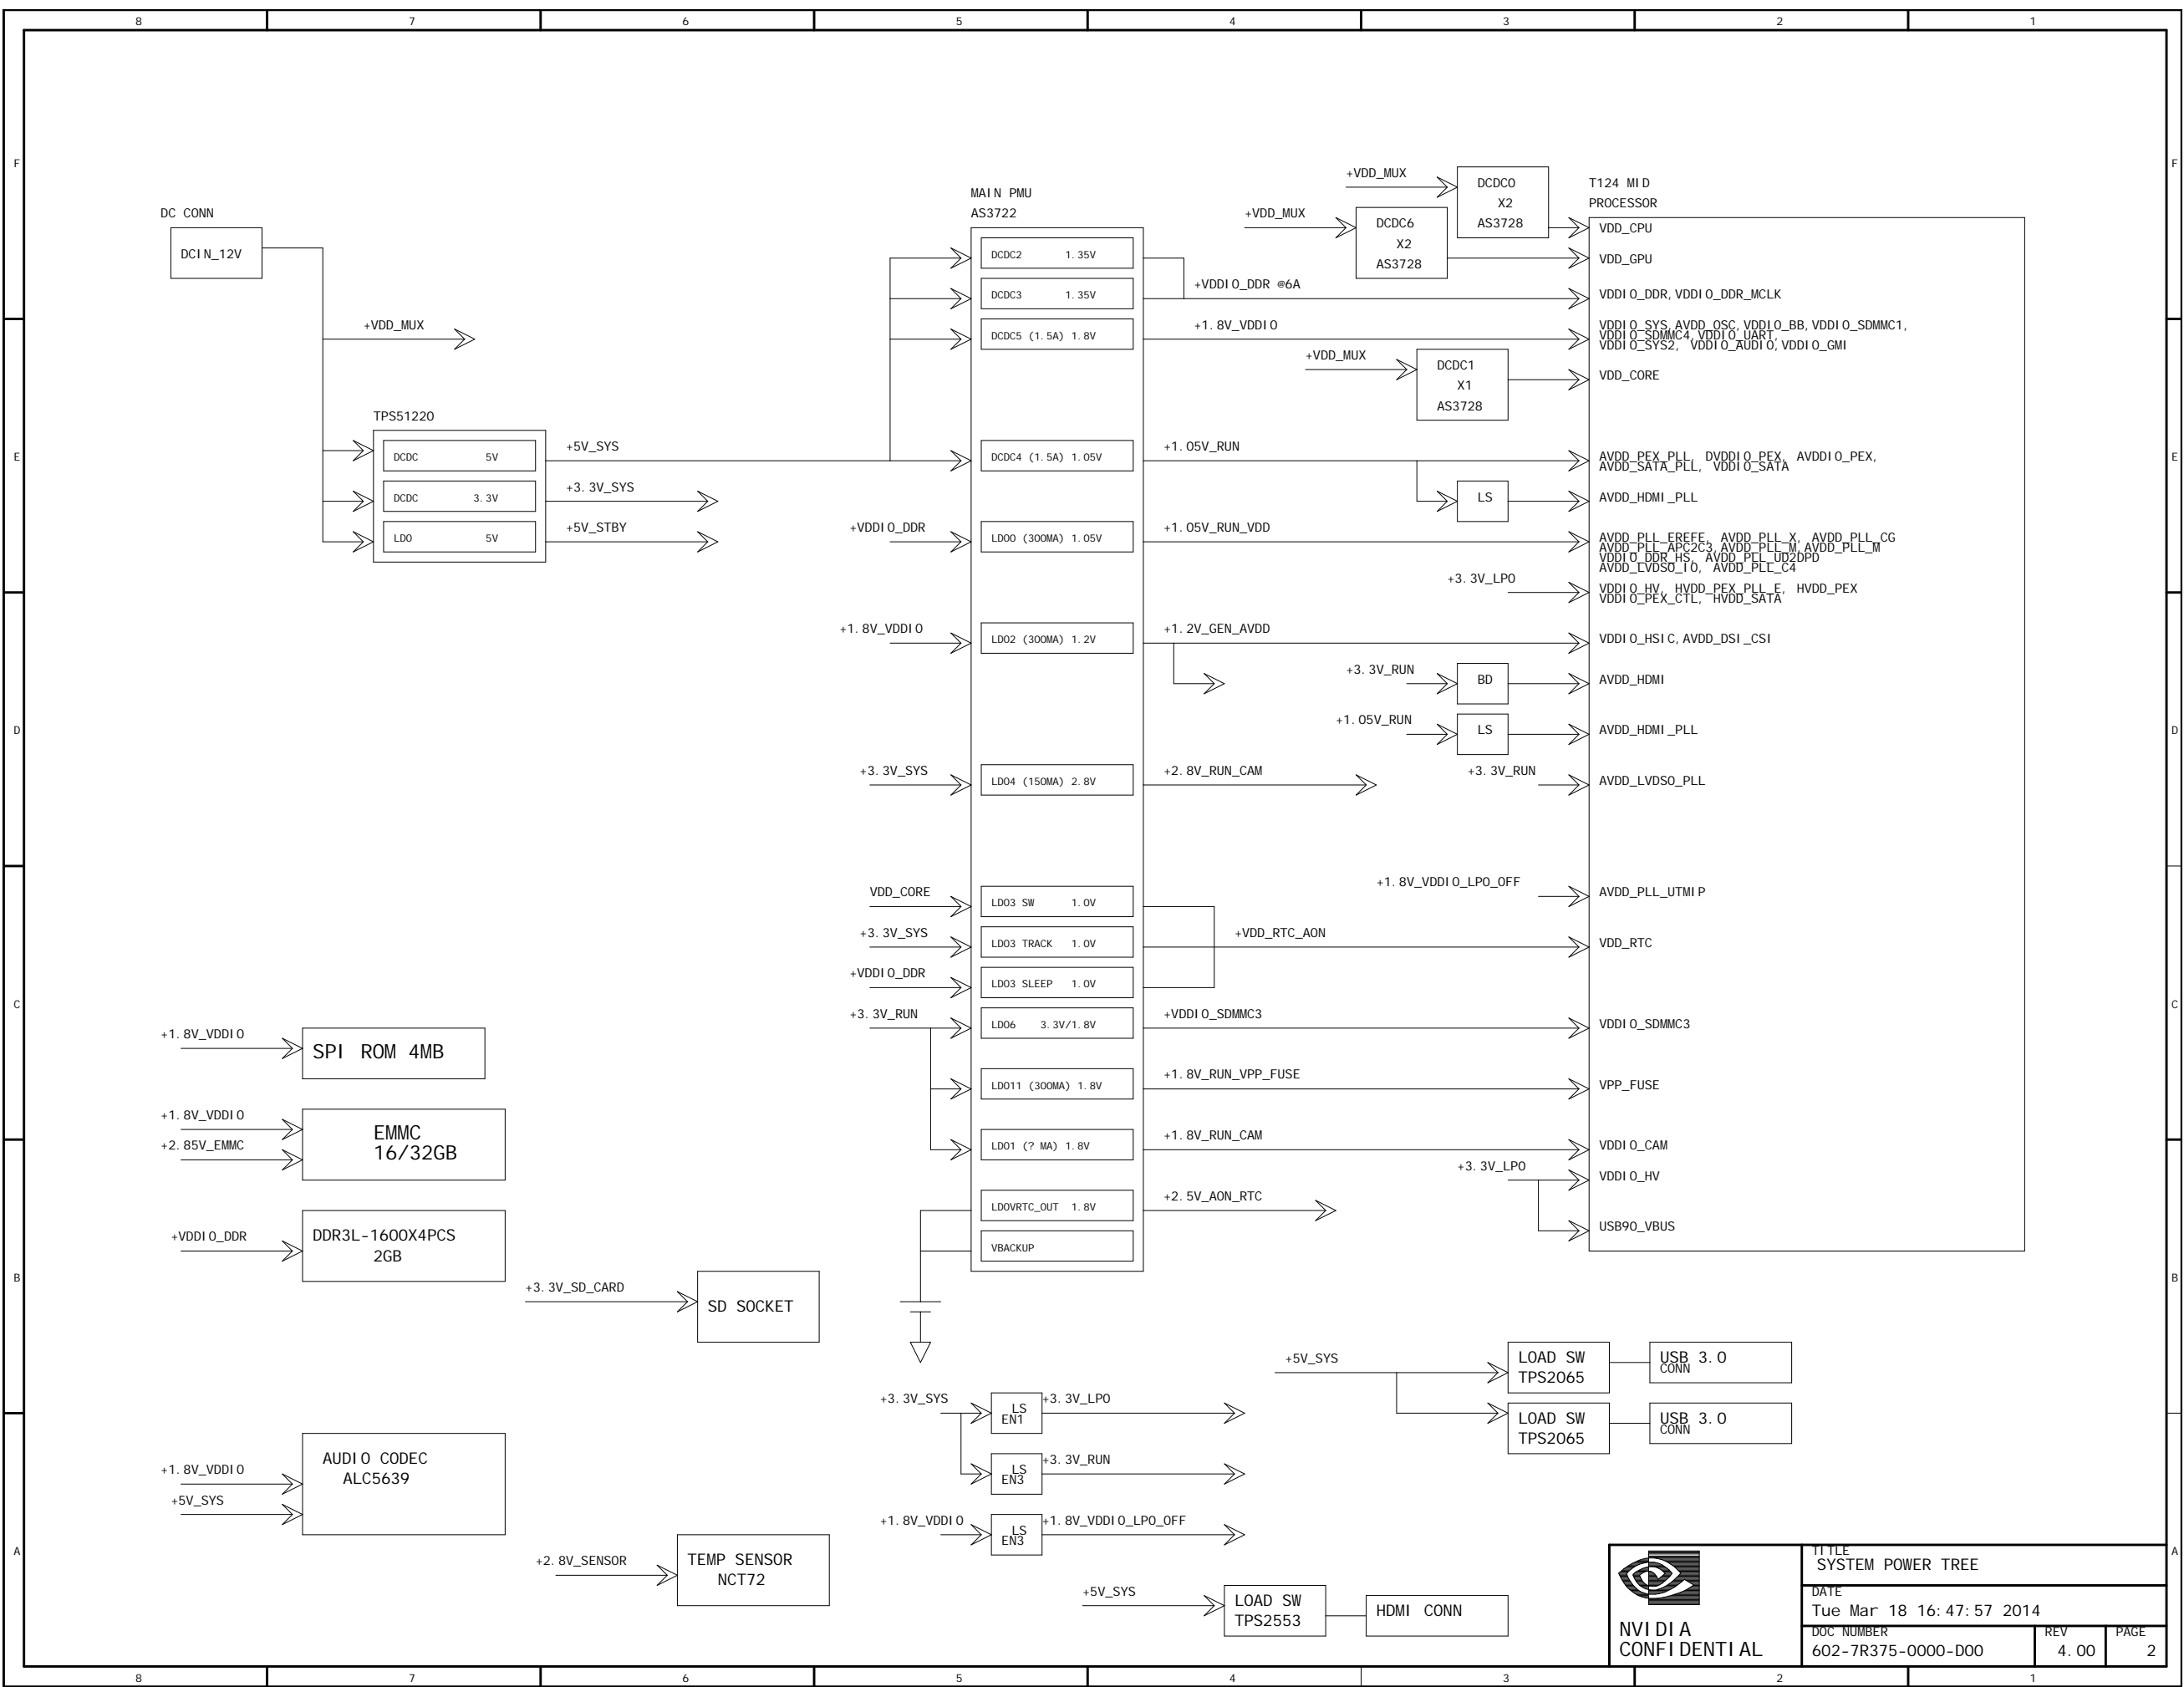 8 7 6 5 4 3 2 1
F
F
DC CONN
DCIN_12V
+VDD_MUX
TPS51220
DCDC 5V
+5V_SYS
DCDC 3.3V
+3.3V_SYS
LDO 5V
+5V_STBY
E
E
MAIN PMU
AS3722
DCDC2 1.35V
DCDC3 1.35V
+VDDIO_DDR @6A
DCDC5 (1.5A) 1.8V
+1.8V_VDDIO
DCDC4 (1.5A) 1.05V
+1.05V_RUN
+VDDIO_DDR
LDO0 (300MA) 1.05V
+1.05V_RUN_VDD
+1.8V_VDDIO
LDO2 (300MA) 1.2V
+1.2V_GEN_AVDD
+3.3V_SYS
LDO4 (150MA) 2.8V
+2.8V_RUN_CAM
VDD_CORE
LDO3 SW 1.0V
+3.3V_SYS
LDO3 TRACK 1.0V
+VDD_RTC_AON
+VDDIO_DDR
LDO3 SLEEP 1.0V
+3.3V_RUN
LDO6 3.3V/1.8V
+VDDIO_SDMMC3
LDO11 (300MA) 1.8V
+1.8V_RUN_VPP_FUSE
LDO1 (? MA) 1.8V
+1.8V_RUN_CAM
LDOVRTC_OUT 1.8V
+2.5V_AON_RTC
VBACKUP
+VDD_MUX
DCDC0
X2
AS3728
+VDD_MUX
DCDC6
X2
AS3728
+VDD_MUX
DCDC1
X1
AS3728
LS
+3.3V_LP0
+3.3V_RUN
BD
+1.05V_RUN
LS
+3.3V_RUN
+1.8V_VDDIO_LP0_OFF
+3.3V_LP0
T124 MID
PROCESSOR
VDD_CPU
VDD_GPU
VDDIO_DDR,VDDIO_DDR_MCLK
VDDIO_SYS,AVDD_OSC,VDDIO_BB,VDDIO_SDMMC1,
VDDIO_SDMMC4,VDDIO_UART,
VDDIO_SYS2, VDDIO_AUDIO,VDDIO_GMI
VDD_CORE
AVDD_PEX_PLL, DVDDIO_PEX, AVDDIO_PEX,
AVDD_SATA_PLL, VDDIO_SATA
AVDD_HDMI_PLL
AVDD_PLL_EREFE, AVDD_PLL_X, AVDD_PLL_CG
AVDD_PLL_APC2C3,AVDD_PLL_M,AVDD_PLL_M
VDDIO_DDR_HS, AVDD_PLL_UD2DPD
AVDD_LVDS0_IO, AVDD_PLL_C4
VDDIO_HV, HVDD_PEX_PLL_E, HVDD_PEX
VDDIO_PEX_CTL, HVDD_SATA
VDDIO_HSIC,AVDD_DSI_CSI
AVDD_HDMI
AVDD_HDMI_PLL
AVDD_LVDS0_PLL
AVDD_PLL_UTMIP
VDD_RTC
VDDIO_SDMMC3
VPP_FUSE
VDDIO_CAM
VDDIO_HV
USB90_VBUS
D
D
C
C
+1.8V_VDDIO
SPI ROM 4MB
+1.8V_VDDIO
+2.85V_EMMC
EMMC
16/32GB
+VDDIO_DDR
DDR3L-1600X4PCS
2GB
B
B
+3.3V_SD_CARD
SD SOCKET
+5V_SYS
LOAD SW
TPS2065
USB 3.0
CONN
LOAD SW
TPS2065
USB 3.0
CONN
+3.3V_SYS
LS
EN1
+3.3V_LP0
LS
EN3
+3.3V_RUN
+1.8V_VDDIO
LS
EN3
+1.8V_VDDIO_LP0_OFF
+1.8V_VDDIO
+5V_SYS
AUDIO CODEC
ALC5639
A
A
+2.8V_SENSOR
TEMP SENSOR
NCT72
+5V_SYS
LOAD SW
TPS2553
HDMI CONN
NVIDIA
CONFIDENTIAL
TITLE
SYSTEM POWER TREE
DATE
Tue Mar 18 16:47:57 2014
DOC NUMBER
602-7R375-0000-D00
REV
4.00
PAGE
2
8 7 6 5 4 3 2 1